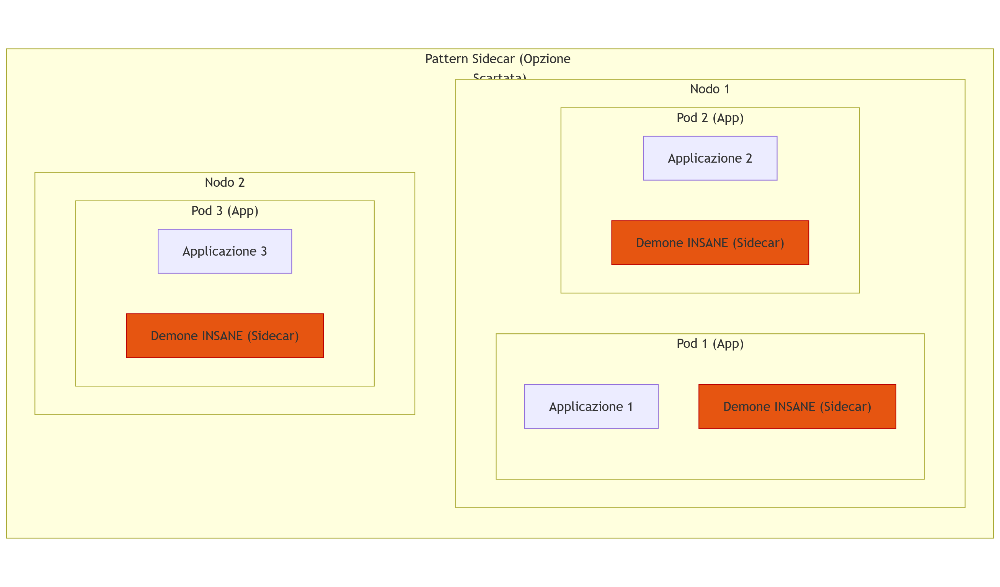 Pattern Sidecar (Opzione
Scartata)
Nodo 1
Pod 2 (App)
Applicazione 2
Demone INSANE (Sidecar)
Pod 1 (App)
Applicazione 1
Demone INSANE (Sidecar)
Nodo 2
Pod 3 (App)
Applicazione 3
Demone INSANE (Sidecar)